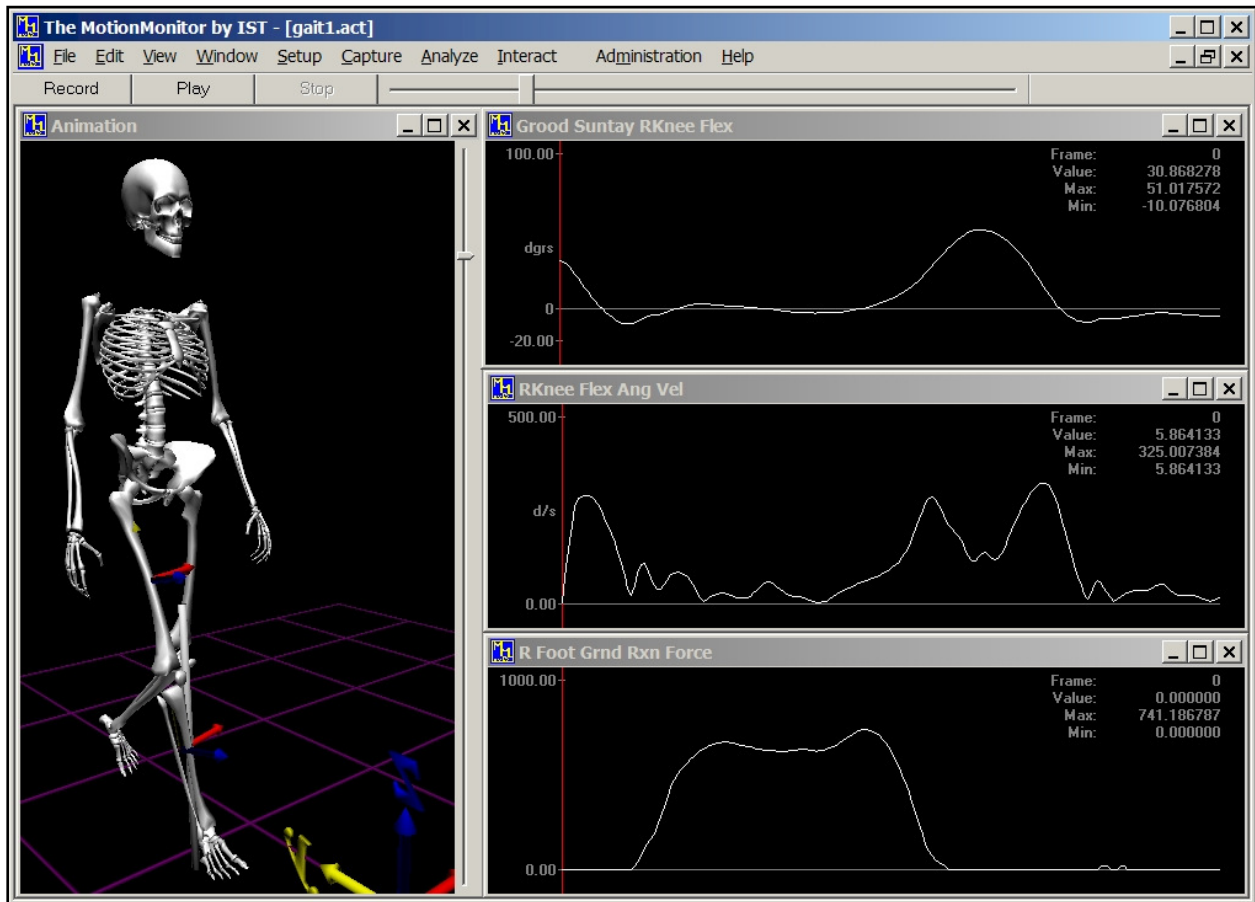 The MotionMonitor by IST - [gait1.act]
File Edit View Window Setup Capture Analyze Interact Administration Help
Record Play Stop
Animation
Grood Suntay RKnee Flex
100.00
dgrs
0
-20.00
Frame: 0
Value: 30.868278
Max: 51.017572
Min: -10.076804
RKnee Flex Ang Vel
500.00
d/s
0.00
Frame: 0
Value: 5.864133
Max: 325.007384
Min: 5.864133
R Foot Grnd Rxn Force
1000.00
0.00
Frame: 0
Value: 0.000000
Max: 741.186787
Min: 0.000000